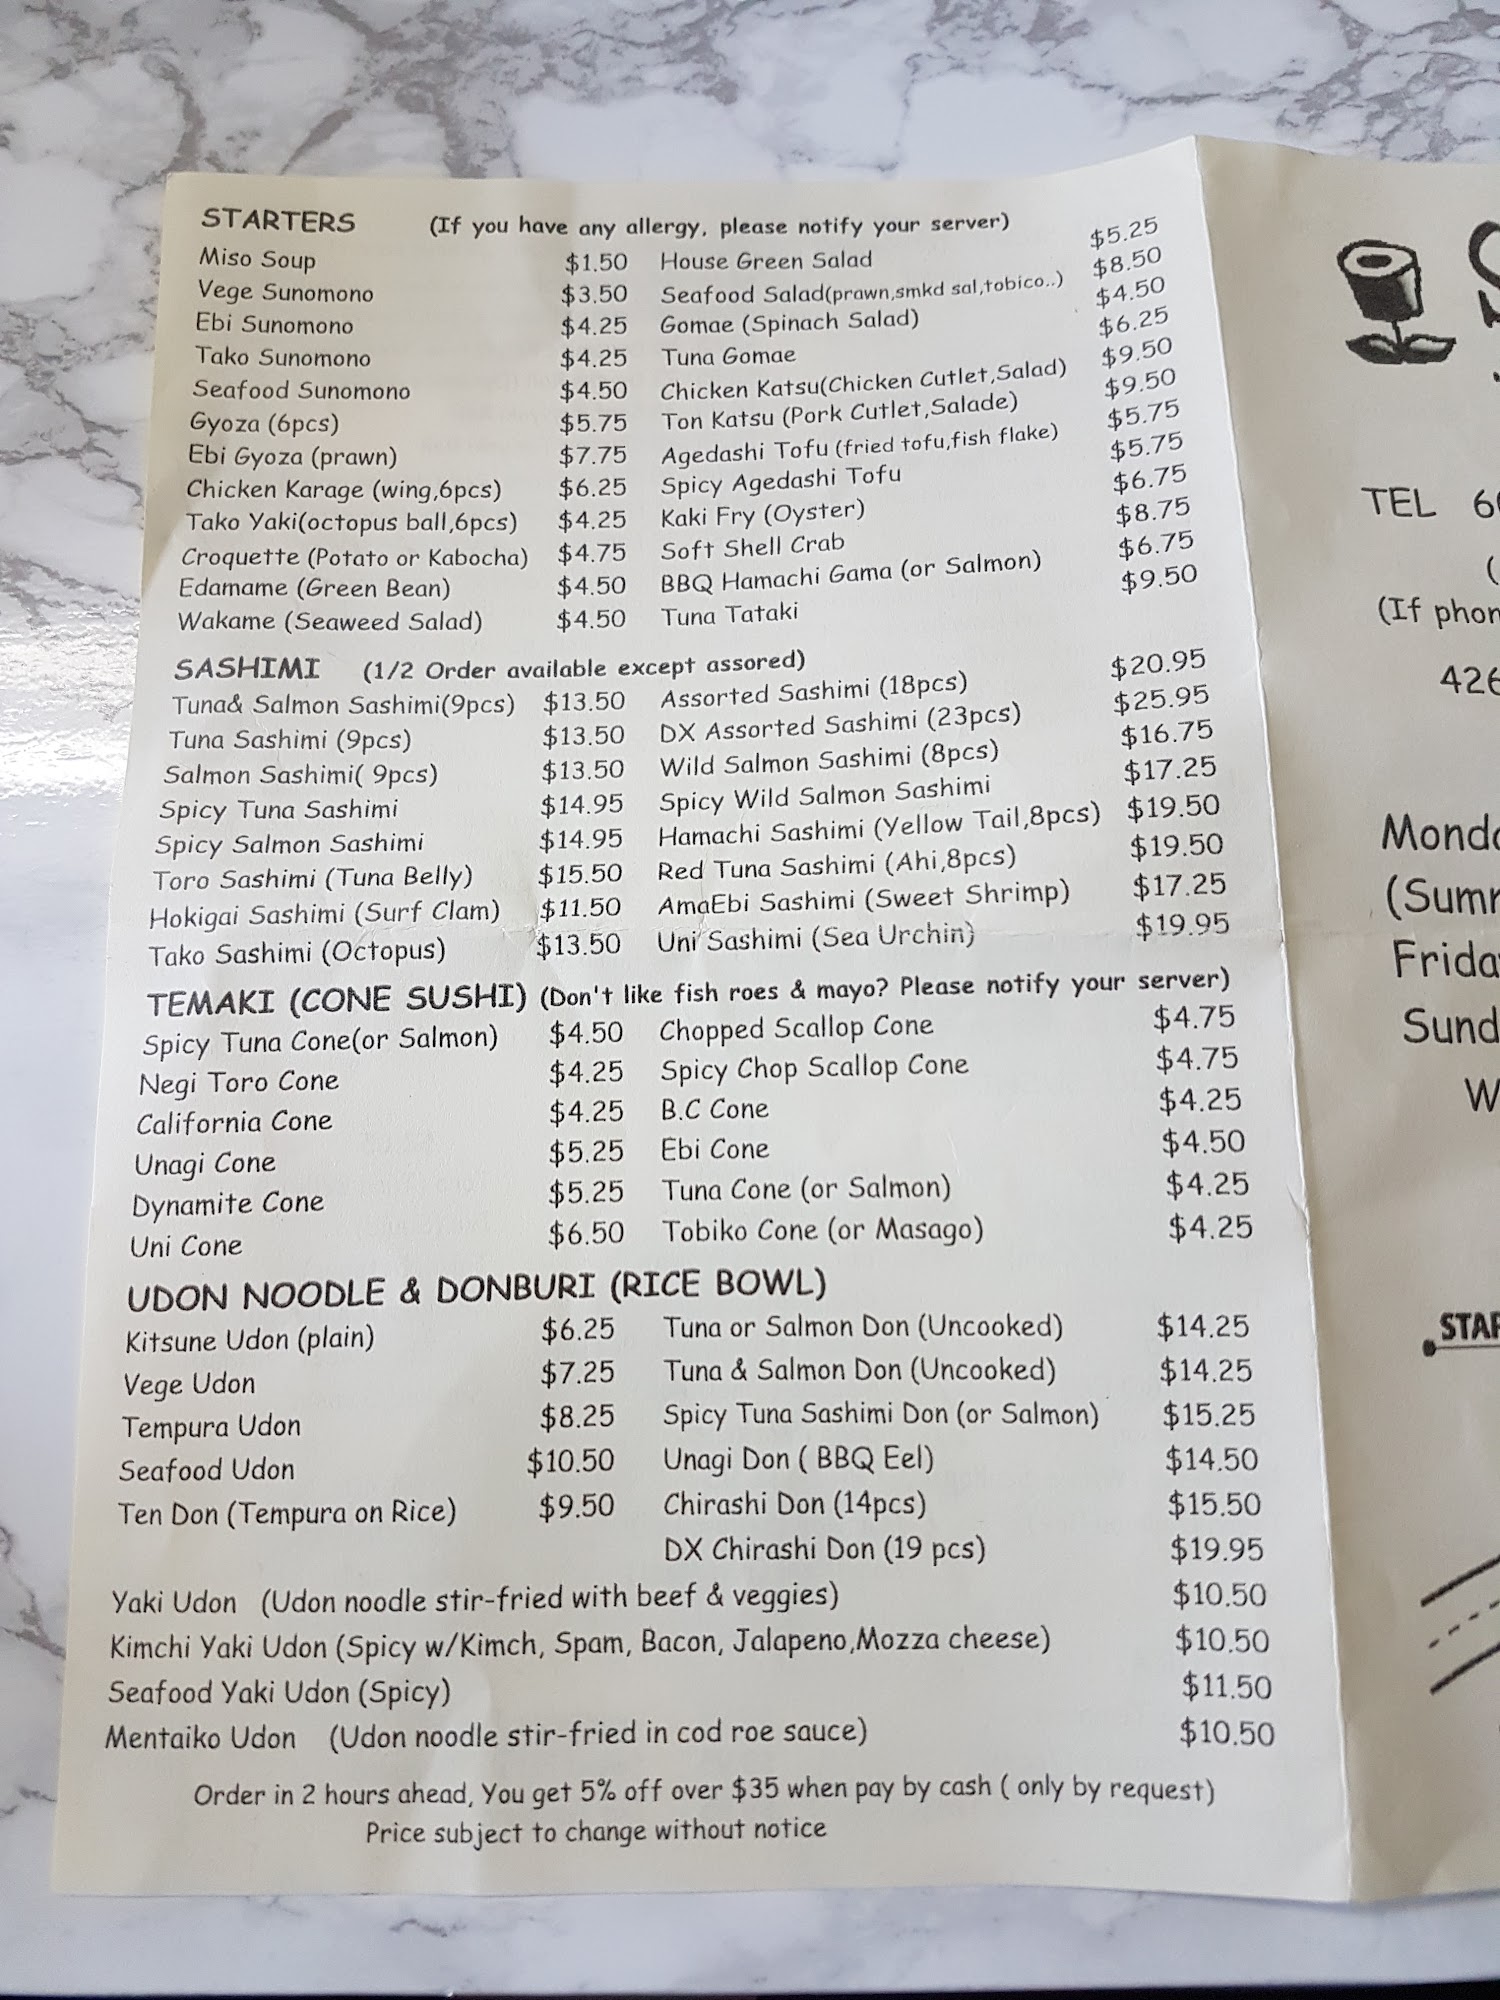 STARTERS (If you have any allergy, please notify your server)
Miso Soup $1.50 House Green Salad $5.25
Vege Sunomono $3.50 Seafood Salad(prawn,smkd sal,tobico..) $8.50
Ebi Sunomono $4.25 Gomae (Spinach Salad) $4.50
Tako Sunomono $4.25 Tuna Gomae $6.25
Seafood Sunomono $4.50 Chicken Katsu(Chicken Cutlet,Salad) $9.50
Gyoza (6pcs) $5.75 Ton Katsu (Pork Cutlet,Salade) $9.50
Ebi Gyoza (prawn) $7.75 Agedashi Tofu (fried tofu,fish flake) $5.75
Chicken Karage (wing,6pcs) $6.25 Spicy Agedashi Tofu $5.75
Tako Yaki(octopus ball,6pcs) $4.25 Kaki Fry (Oyster) $6.75
Croquette (Potato or Kabocha) $4.75 Soft Shell Crab $8.75
Edamame (Green Bean) $4.50 BBQ Hamachi Gama (or Salmon) $6.75
Wakame (Seaweed Salad) $4.50 Tuna Tataki $9.50
SASHIMI (1/2 Order available except assored)
Tuna& Salmon Sashimi(9pcs) $13.50 Assorted Sashimi (18pcs) $20.95
Tuna Sashimi (9pcs) $13.50 DX Assorted Sashimi (23pcs) $25.95
Salmon Sashimi( 9pcs) $13.50 Wild Salmon Sashimi (8pcs) $16.75
Spicy Tuna Sashimi $14.95 Spicy Wild Salmon Sashimi $17.25
Spicy Salmon Sashimi $14.95 Hamachi Sashimi (Yellow Tail,8pcs) $19.50
Toro Sashimi (Tuna Belly) $15.50 Red Tuna Sashimi (Ahi,8pcs) $19.50
Hokigai Sashimi (Surf Clam) $11.50 AmaEbi Sashimi (Sweet Shrimp) $17.25
Tako Sashimi (Octopus) $13.50 Uni Sashimi (Sea Urchin) $19.95
TEMAKI (CONE SUSHI) (Don't like fish roes & mayo? Please notify your server)
Spicy Tuna Cone(or Salmon) $4.50 Chopped Scallop Cone $4.75
Negi Toro Cone $4.25 Spicy Chop Scallop Cone $4.75
California Cone $4.25 B.C Cone $4.25
Unagi Cone $5.25 Ebi Cone $4.50
Dynamite Cone $5.25 Tuna Cone (or Salmon) $4.25
Uni Cone $6.50 Tobiko Cone (or Masago) $4.25
UDON NOODLE & DONBURI (RICE BOWL)
Kitsune Udon (plain) $6.25 Tuna or Salmon Don (Uncooked) $14.25
Vege Udon $7.25 Tuna & Salmon Don (Uncooked) $14.25
Tempura Udon $8.25 Spicy Tuna Sashimi Don (or Salmon) $15.25
Seafood Udon $10.50 Unagi Don ( BBQ Eel) $14.50
Ten Don (Tempura on Rice) $9.50 Chirashi Don (14pcs) $15.50
DX Chirashi Don (19 pcs) $19.95
Yaki Udon (Udon noodle stir-fried with beef & veggies) $10.50
Kimchi Yaki Udon (Spicy w/Kimch, Spam, Bacon, Jalapeno,Mozza cheese) $10.50
Seafood Yaki Udon (Spicy) $11.50
Mentaiko Udon (Udon noodle stir-fried in cod roe sauce) $10.50
Order in 2 hours ahead, You get 5% off over $35 when pay by cash ( only by request)
Price subject to change without notice
TEL
(If